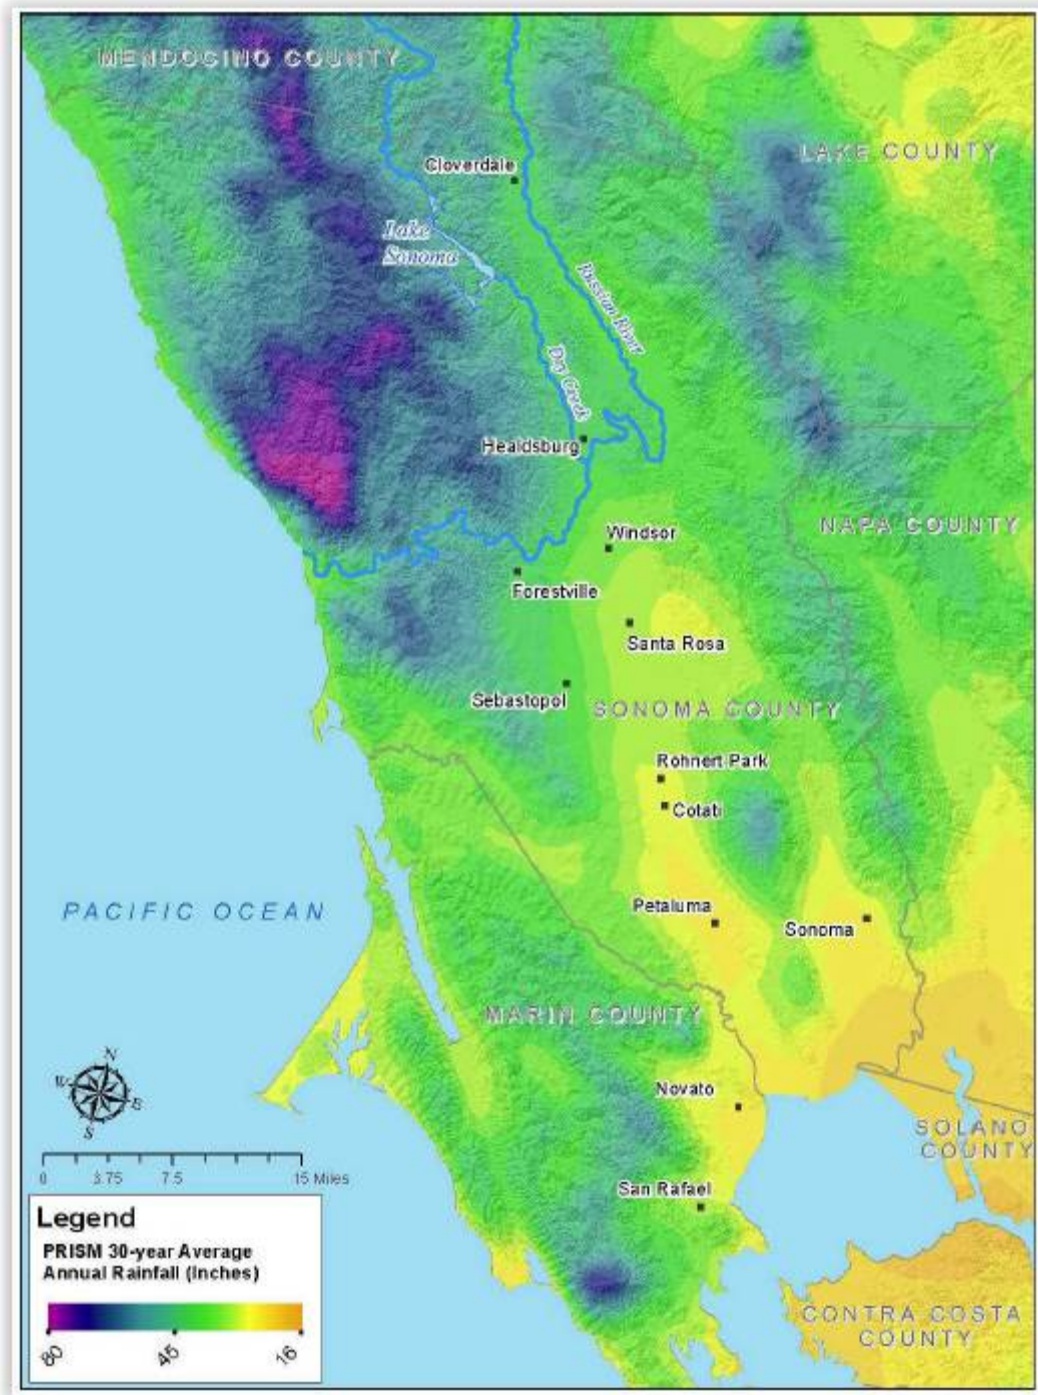 MENDOCINO COUNTY
LAKE COUNTY
Cloverdale
Lake
Sonoma
Russian River
Dry Creek
Healdsburg
NAPA COUNTY
Windsor
Forestville
Santa Rosa
Sebastopol
SONOMA COUNTY
Rohnert Park
Cotati
PACIFIC OCEAN
Petaluma
Sonoma
MARIN COUNTY
N
W
E
S
Novato
SOLANO
COUNTY
0 3.75 7.5 15 Miles
San Rafael
Legend
PRISM 30-year Average
Annual Rainfall (Inches)
80 45 16
CONTRA COSTA
COUNTY